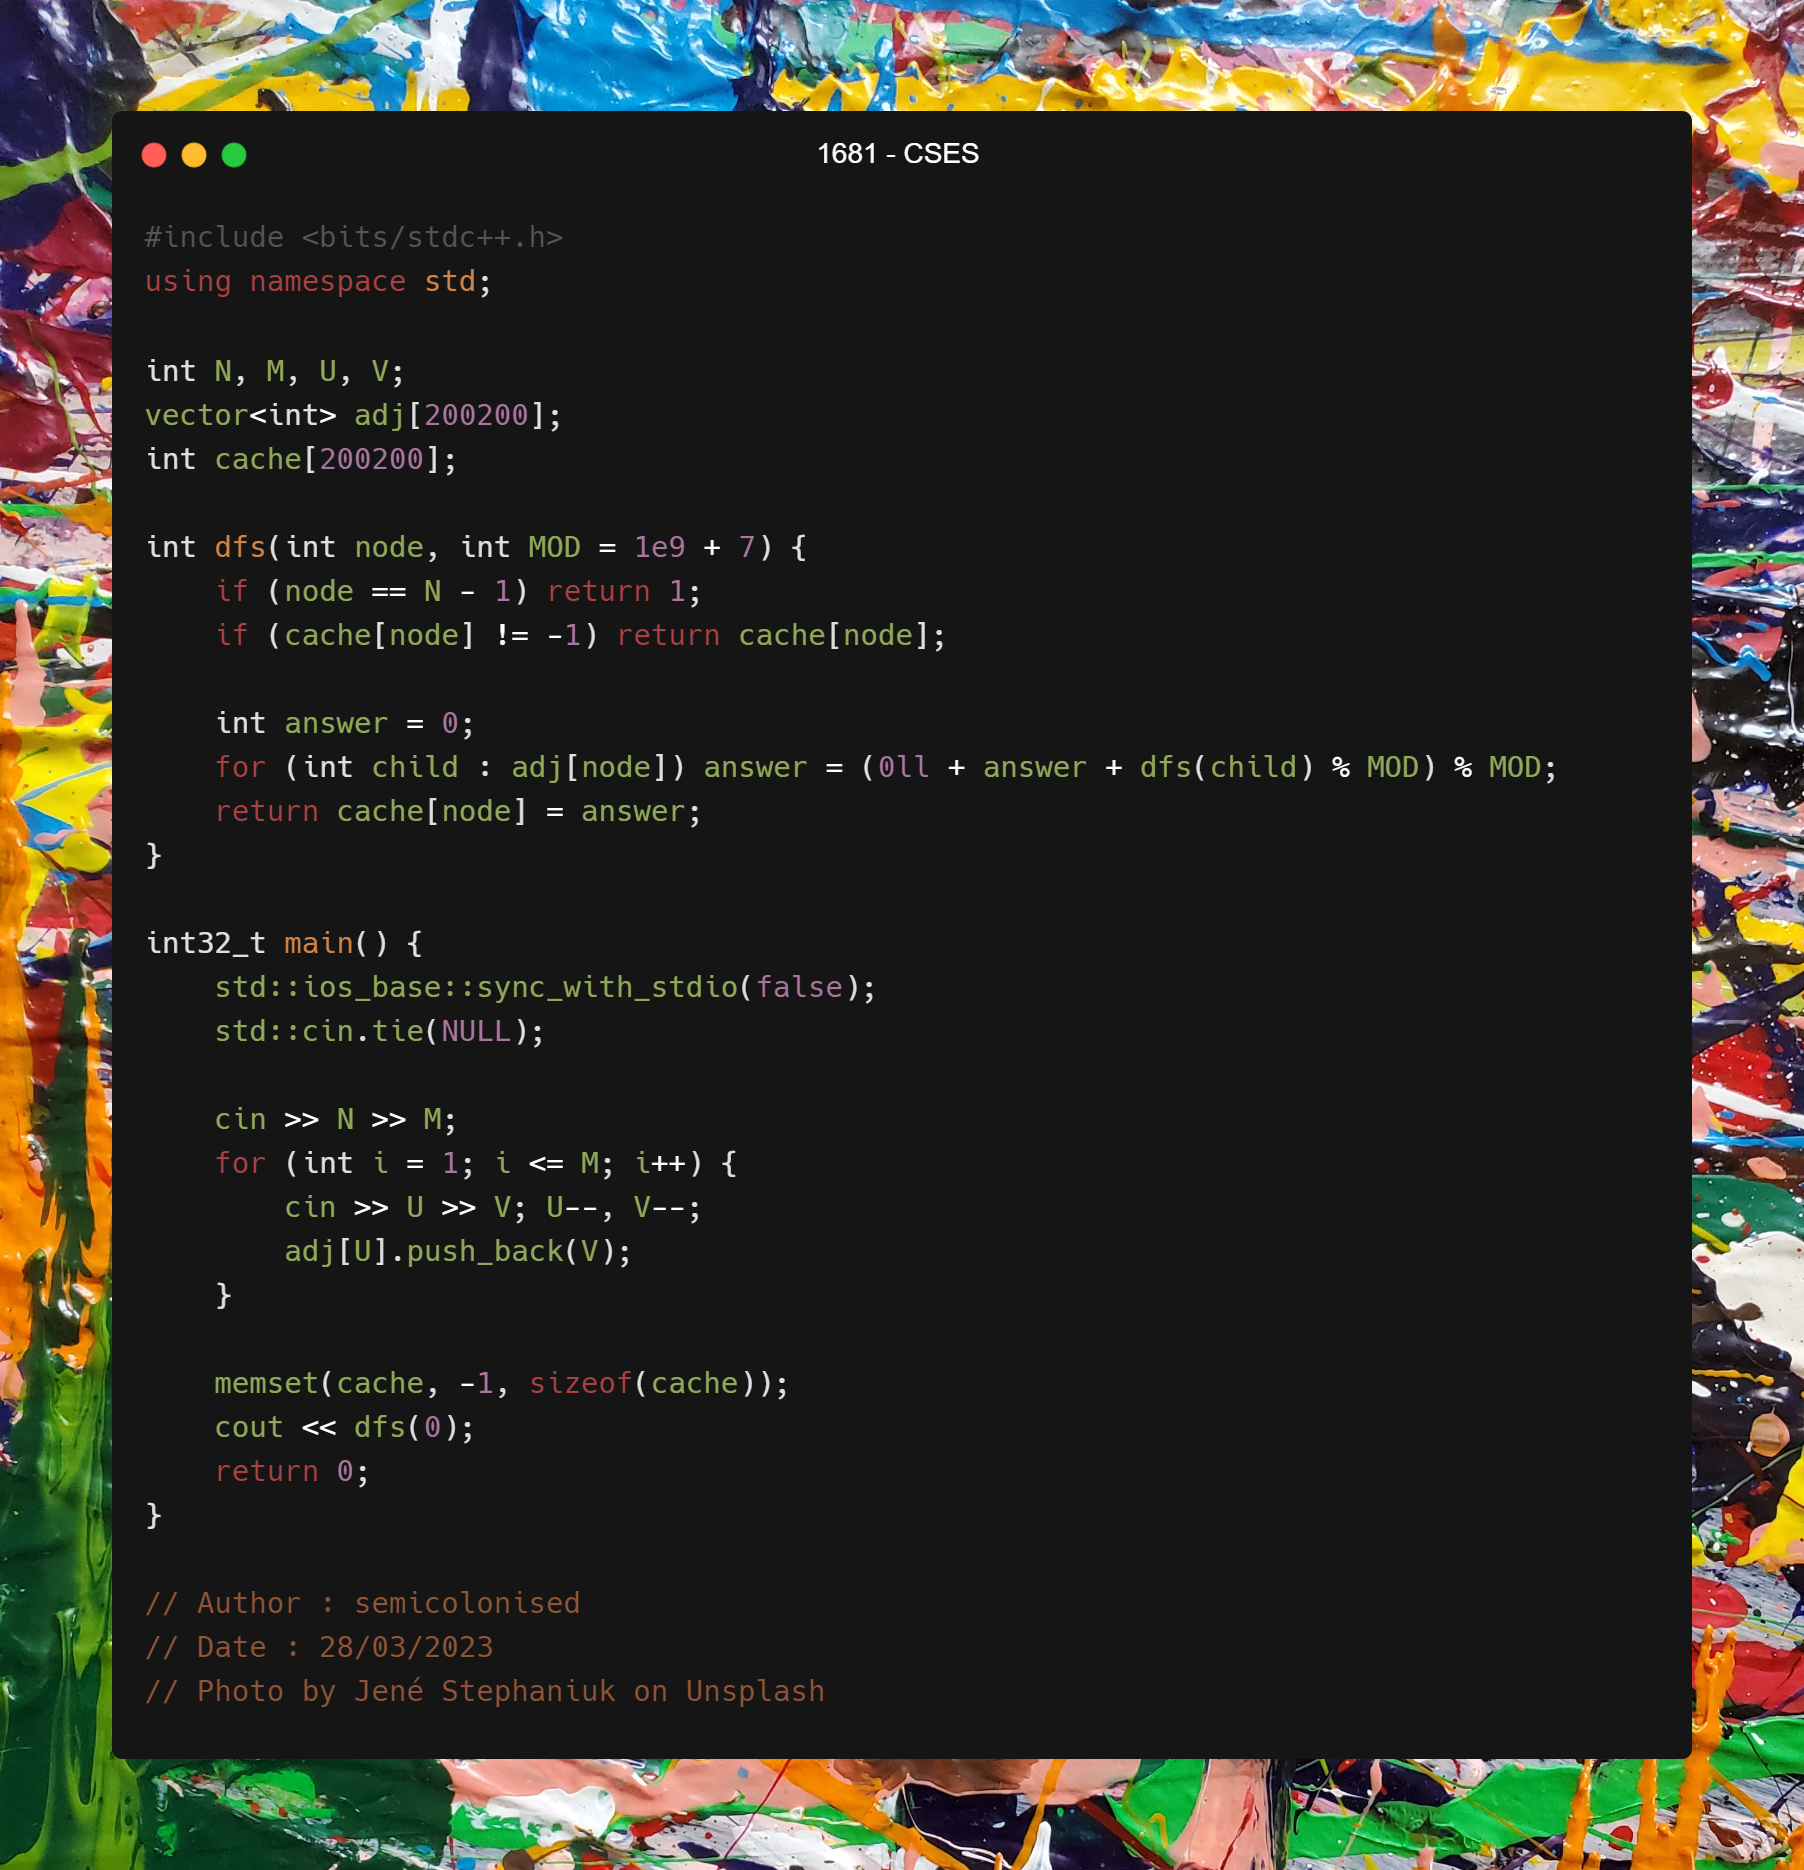 1681 - CSES
#include <bits/stdc++.h>
using namespace std;

int N, M, U, V;
vector<int> adj[200200];
int cache[200200];

int dfs(int node, int MOD = 1e9 + 7) {
    if (node == N - 1) return 1;
    if (cache[node] != -1) return cache[node];

    int answer = 0;
    for (int child : adj[node]) answer = (0ll + answer + dfs(child) % MOD) % MOD;
    return cache[node] = answer;
}

int32_t main() {
    std::ios_base::sync_with_stdio(false);
    std::cin.tie(NULL);

    cin >> N >> M;
    for (int i = 1; i <= M; i++) {
        cin >> U >> V; U--, V--;
        adj[U].push_back(V);
    }

    memset(cache, -1, sizeof(cache));
    cout << dfs(0);
    return 0;
}

// Author : semicolonised
// Date : 28/03/2023
// Photo by Jené Stephaniuk on Unsplash